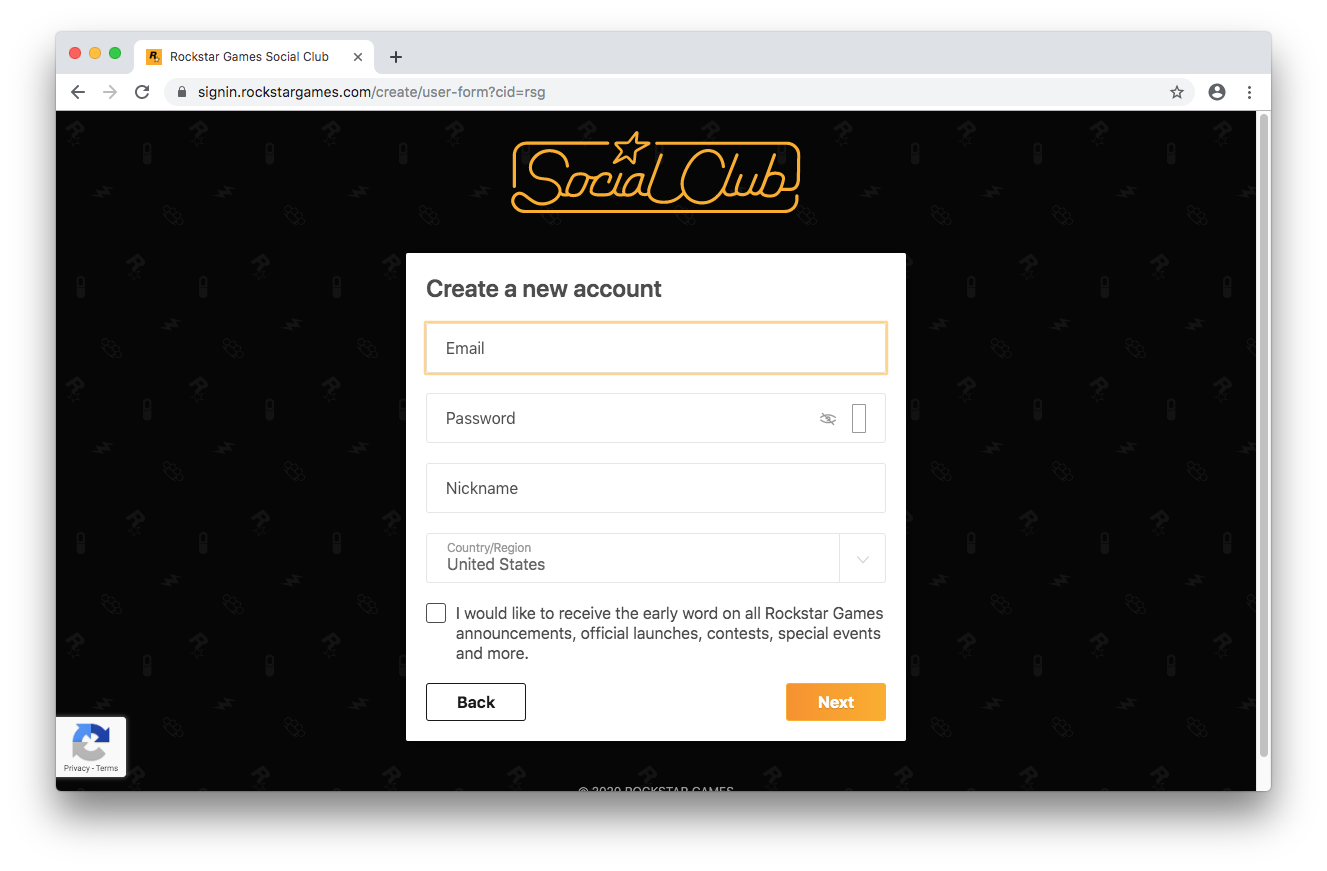 Rockstar Games Social Club
signin.rockstargames.com/create/user-form?cid=rsg
Social Club
Create a new account
Email
Password
Nickname
Country/Region
United States
I would like to receive the early word on all Rockstar Games
announcements, official launches, contests, special events
and more.
Back
Next
Privacy - Terms
© 2020 ROCKSTAR GAMES